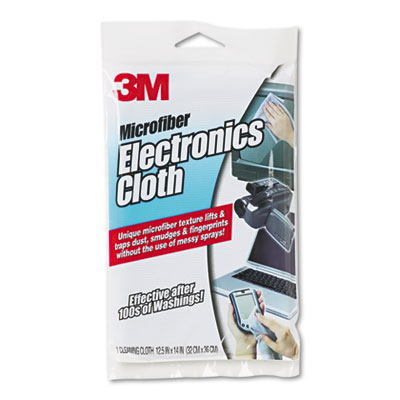 3M
Microfiber
Electronics
Cloth
Unique microfiber texture lifts &
traps dust, smudges & fingerprints
without the use of messy sprays!
Effective after
100s of Washings!
1 CLEANING CLOTH 12.5 IN x 14 IN (32 CM x 36 CM)